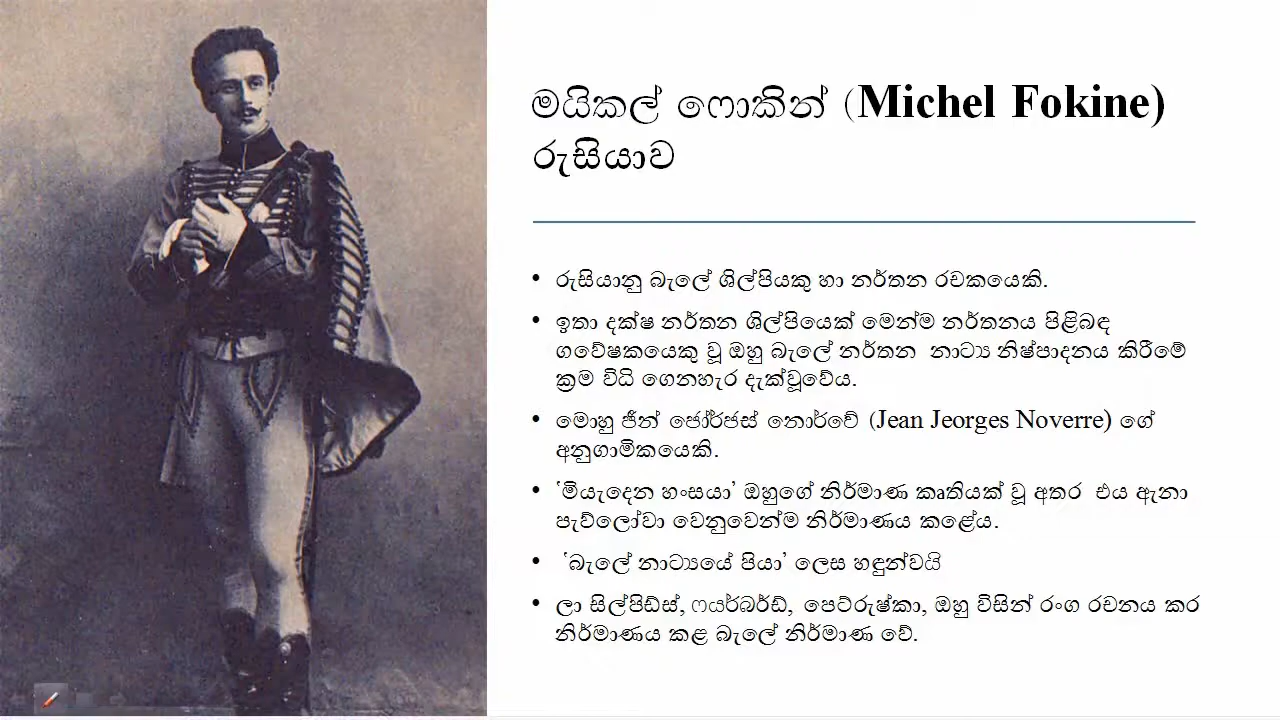 මයිකල් ෆොකින් (Michel Fokine)
රුසියාව
• රුසියානු බැලේ ශිල්පියකු හා නර්තන රචකයෙකි.
• ඉතා දක්ෂ නර්තන ශිල්පියෙක් මෙන්ම නර්තනය පිළිබඳ
ගවේෂකයෙකු වූ ඔහු බැලේ නර්තන නාට්‍ය නිෂ්පාදනය කිරීමේ
ක්‍රම විධි ගෙනහැර දැක්වූවේය.
• මොහු ජීන් ජෝර්ජස් නොර්වේ (Jean Jeorges Noverre) ගේ
අනුගාමිකයෙකි.
• ‘මියැදෙන හංසයා’ ඔහුගේ නිර්මාණ කෘතියක් වූ අතර එය ඇනා
පැව්ලෝවා වෙනුවෙන්ම නිර්මාණය කළේය.
• ‘බැලේ නාට්‍යයේ පියා’ ලෙස හඳුන්වයි
• ලා සිල්පිඩ්ස්, ෆයර්බර්ඩ්, පෙට්රුෂ්කා, ඔහු විසින් රංග රචනය කර
නිර්මාණය කළ බැලේ නිර්මාණ වේ.